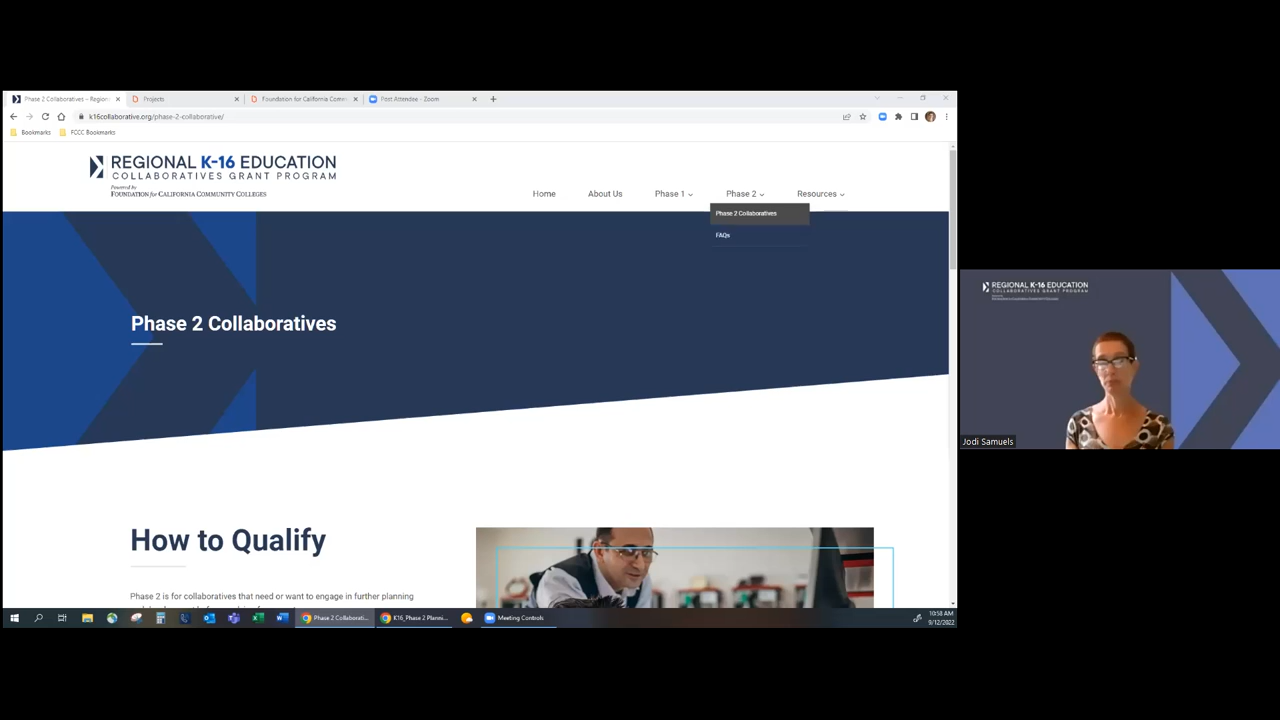 Phase 2 Collaboratives – Region
Projects
Foundation for California Comm
Post Attendee - Zoom
k16collaborative.org/phase-2-collaborative/
Bookmarks
FCCC Bookmarks
REGIONAL K-16 EDUCATION
COLLABORATIVES GRANT PROGRAM
Powered by
FOUNDATION for CALIFORNIA COMMUNITY COLLEGES
Home
About Us
Phase 1
Phase 2
Resources
Phase 2 Collaboratives
FAQs
Phase 2 Collaboratives
REGIONAL K-16 EDUCATION
COLLABORATIVES GRANT PROGRAM
Jodi Samuels
How to Qualify
Phase 2 is for collaboratives that need or want to engage in further planning
Phase 2 Collaborati...
K16_Phase 2 Planni...
Meeting Controls
10:58 AM
9/12/2022